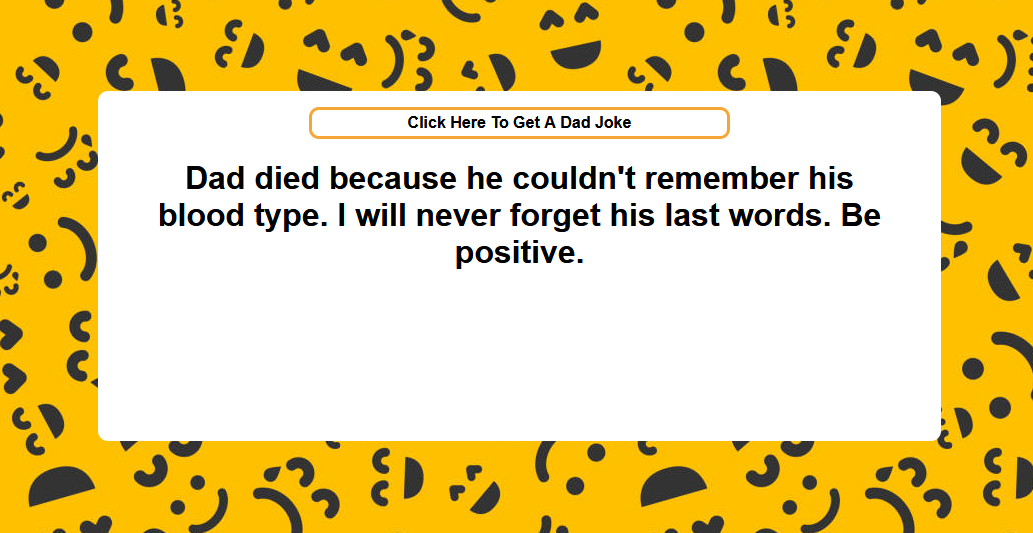 Click Here To Get A Dad Joke
Dad died because he couldn't remember his
blood type. I will never forget his last words. Be
positive.